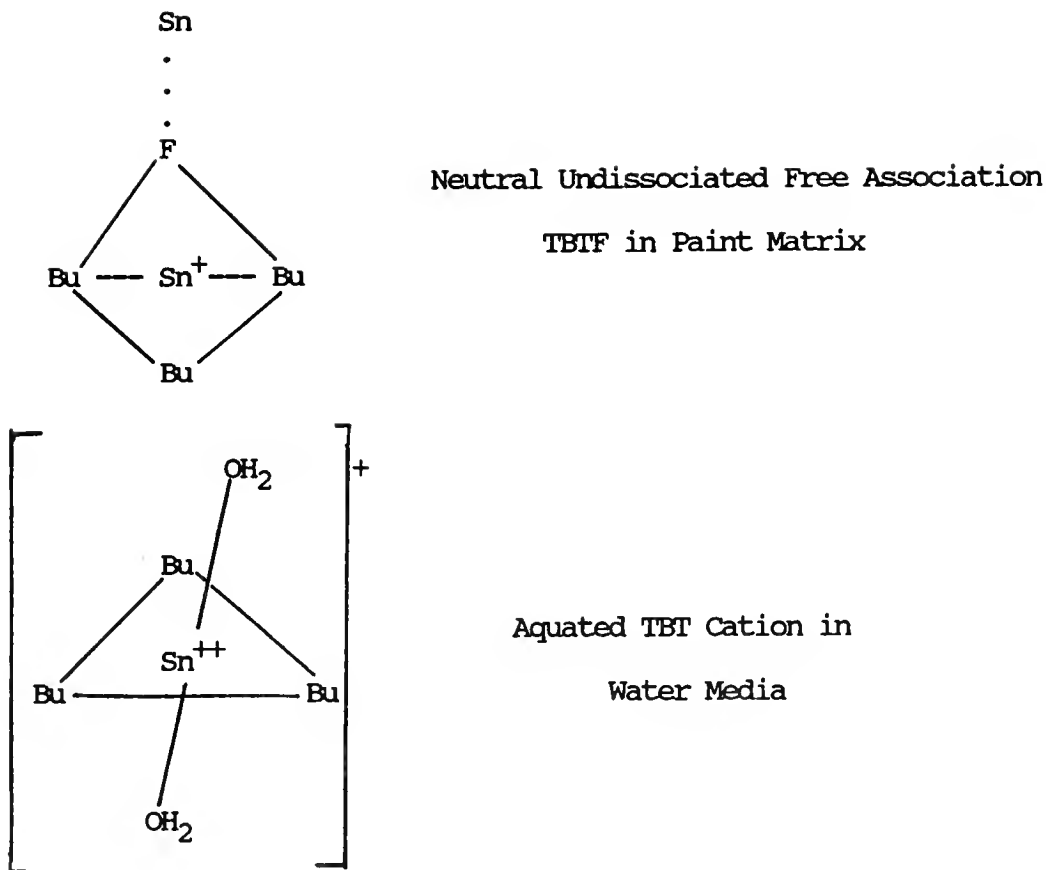 Sn
F
Neutral Undissociated Free Association
TBTF in Paint Matrix
Bu Sn+ Bu
Bu
+
OH2
Bu
Aquated TBT Cation in
Sn++
Bu Bu
Water Media
OH2